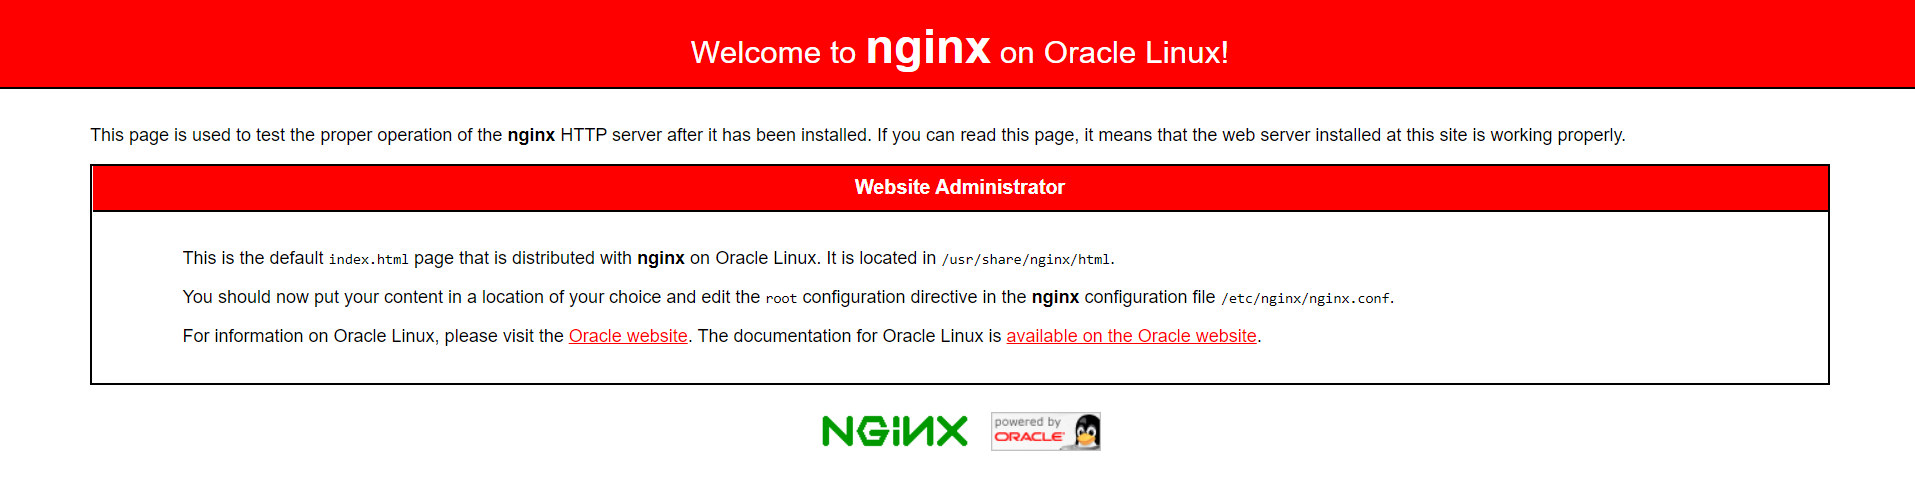 Welcome to nginx on Oracle Linux!
This page is used to test the proper operation of the nginx HTTP server after it has been installed. If you can read this page, it means that the web server installed at this site is working properly.
Website Administrator
This is the default index.html page that is distributed with nginx on Oracle Linux. It is located in /usr/share/nginx/html.
You should now put your content in a location of your choice and edit the root configuration directive in the nginx configuration file /etc/nginx/nginx.conf.
For information on Oracle Linux, please visit the Oracle website. The documentation for Oracle Linux is available on the Oracle website.
NGINX
powered by
ORACLE